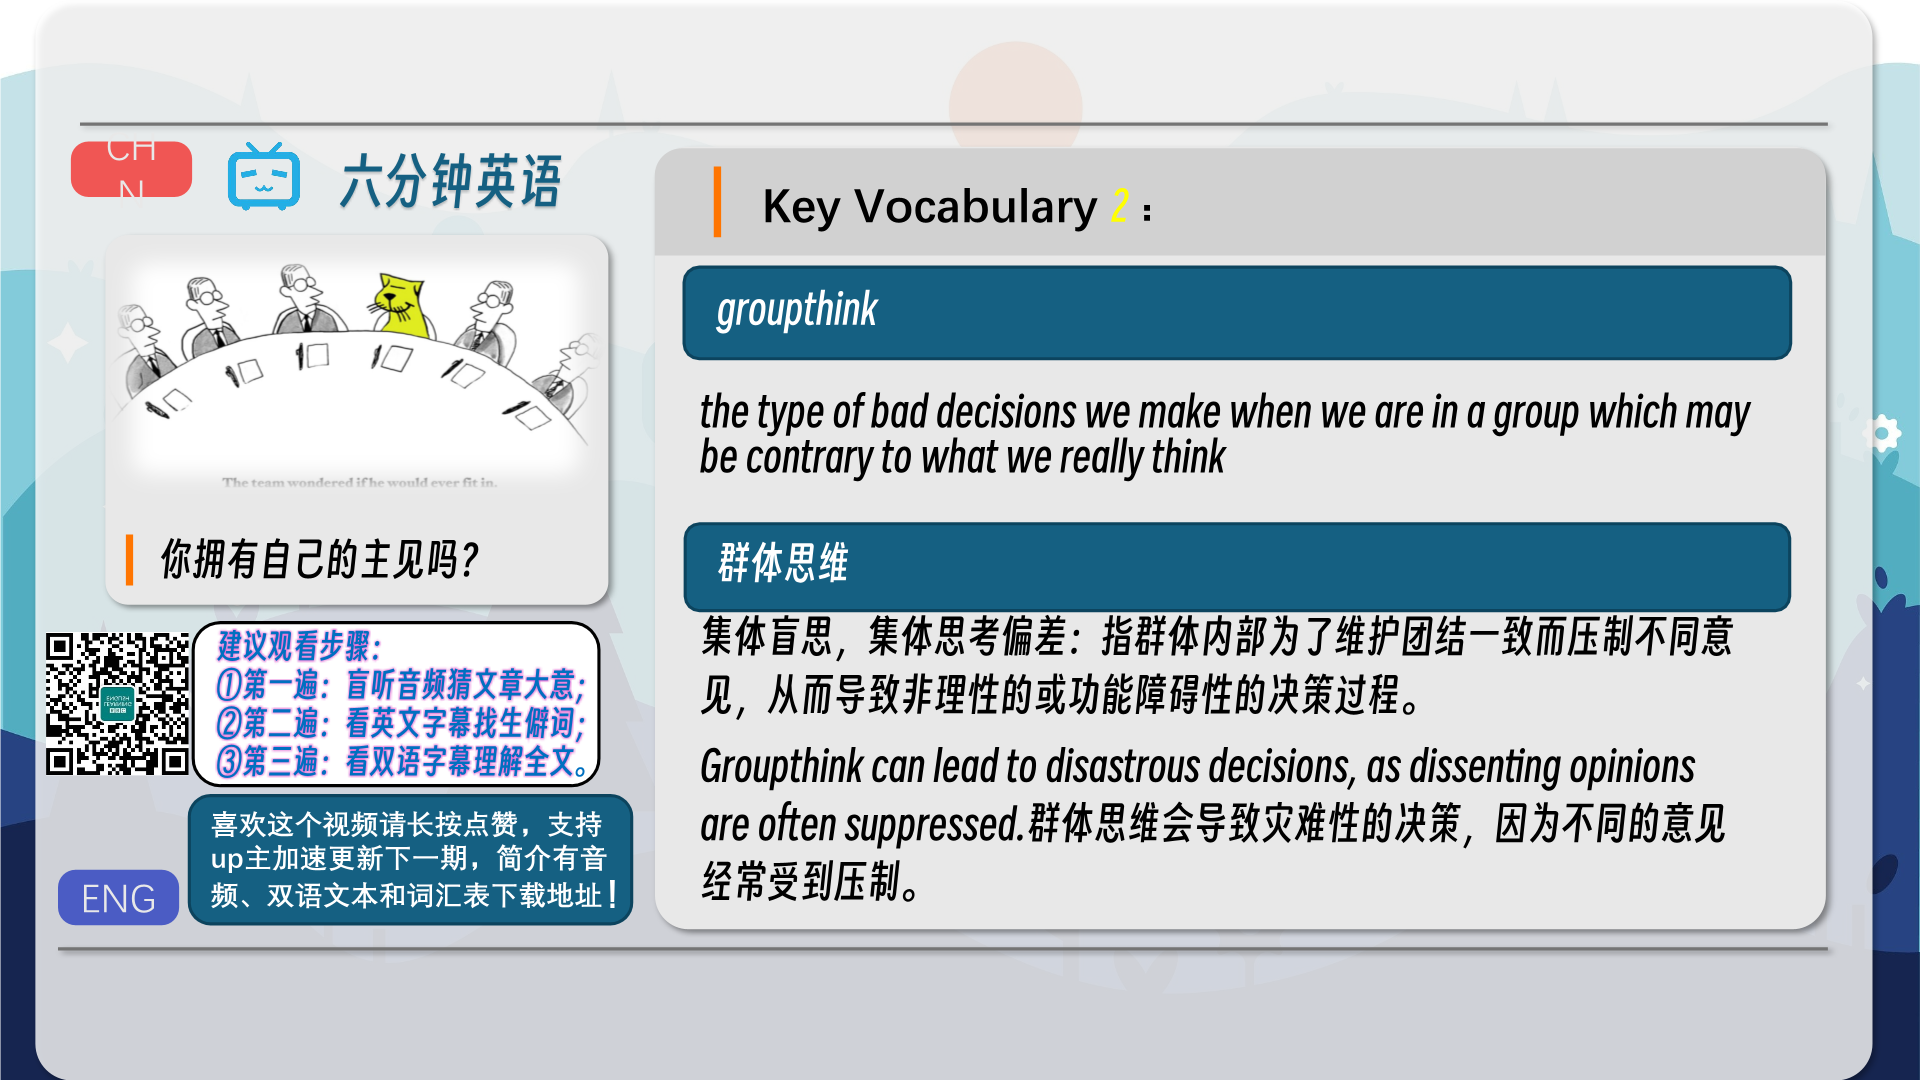 CH
N
六分钟英语
The team wondered if he would ever fit in.
你拥有自己的主见吗？
建议观看步骤：
①第一遍：盲听音频猜文章大意；
②第二遍：看英文字幕找生僻词；
③第三遍：看双语字幕理解全文。
喜欢这个视频请长按点赞，支持
up主加速更新下一期，简介有音
频、双语文本和词汇表下载地址！
ENG
Key Vocabulary 2：
groupthink
the type of bad decisions we make when we are in a group which may
be contrary to what we really think
群体思维
集体盲思，集体思考偏差：指群体内部为了维护团结一致而压制不同意
见，从而导致非理性的或功能障碍性的决策过程。
Groupthink can lead to disastrous decisions, as dissenting opinions
are often suppressed.群体思维会导致灾难性的决策，因为不同的意见
经常受到压制。